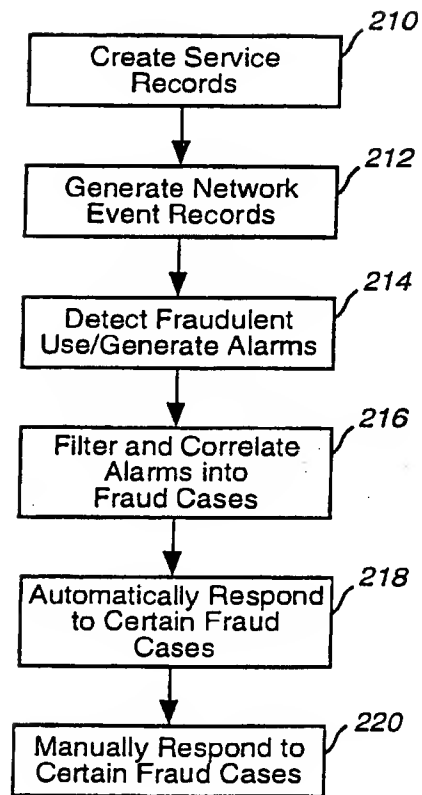 210
Create Service
Records
212
Generate Network
Event Records
214
Detect Fraudulent
Use/Generate Alarms
216
Filter and Correlate
Alarms into
Fraud Cases
218
Automatically Respond
to Certain Fraud
Cases
220
Manually Respond to
Certain Fraud Cases